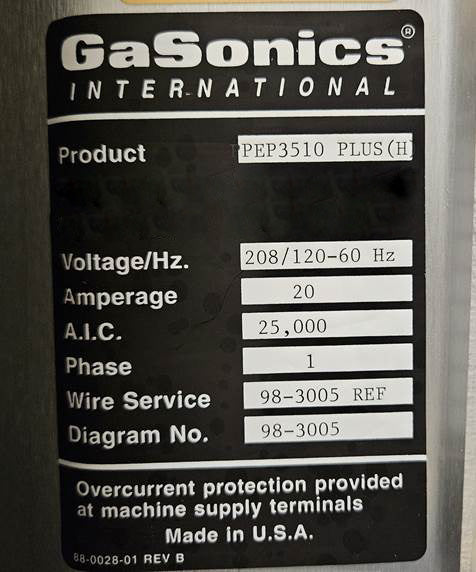 GaSonics®
INTERNATIONAL
Product PEP3510 PLUS(H)
Voltage/Hz. 208/120-60 Hz
Amperage 20
A.I.C. 25,000
Phase 1
Wire Service 98-3005 REF
Diagram No. 98-3005
Overcurrent protection provided
at machine supply terminals
Made in U.S.A.
88-0028-01 REV B